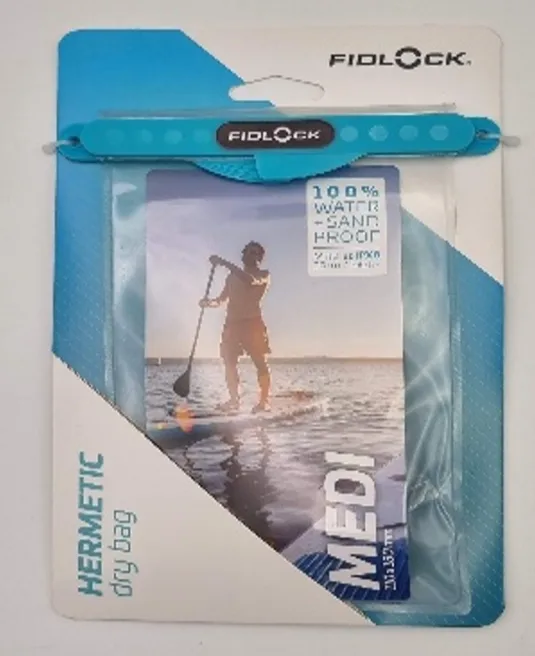 FIDLOCK
FIDLOCK
100%
WATER
+SAND
PROOF
MEDI
HERMETIC
dry bag